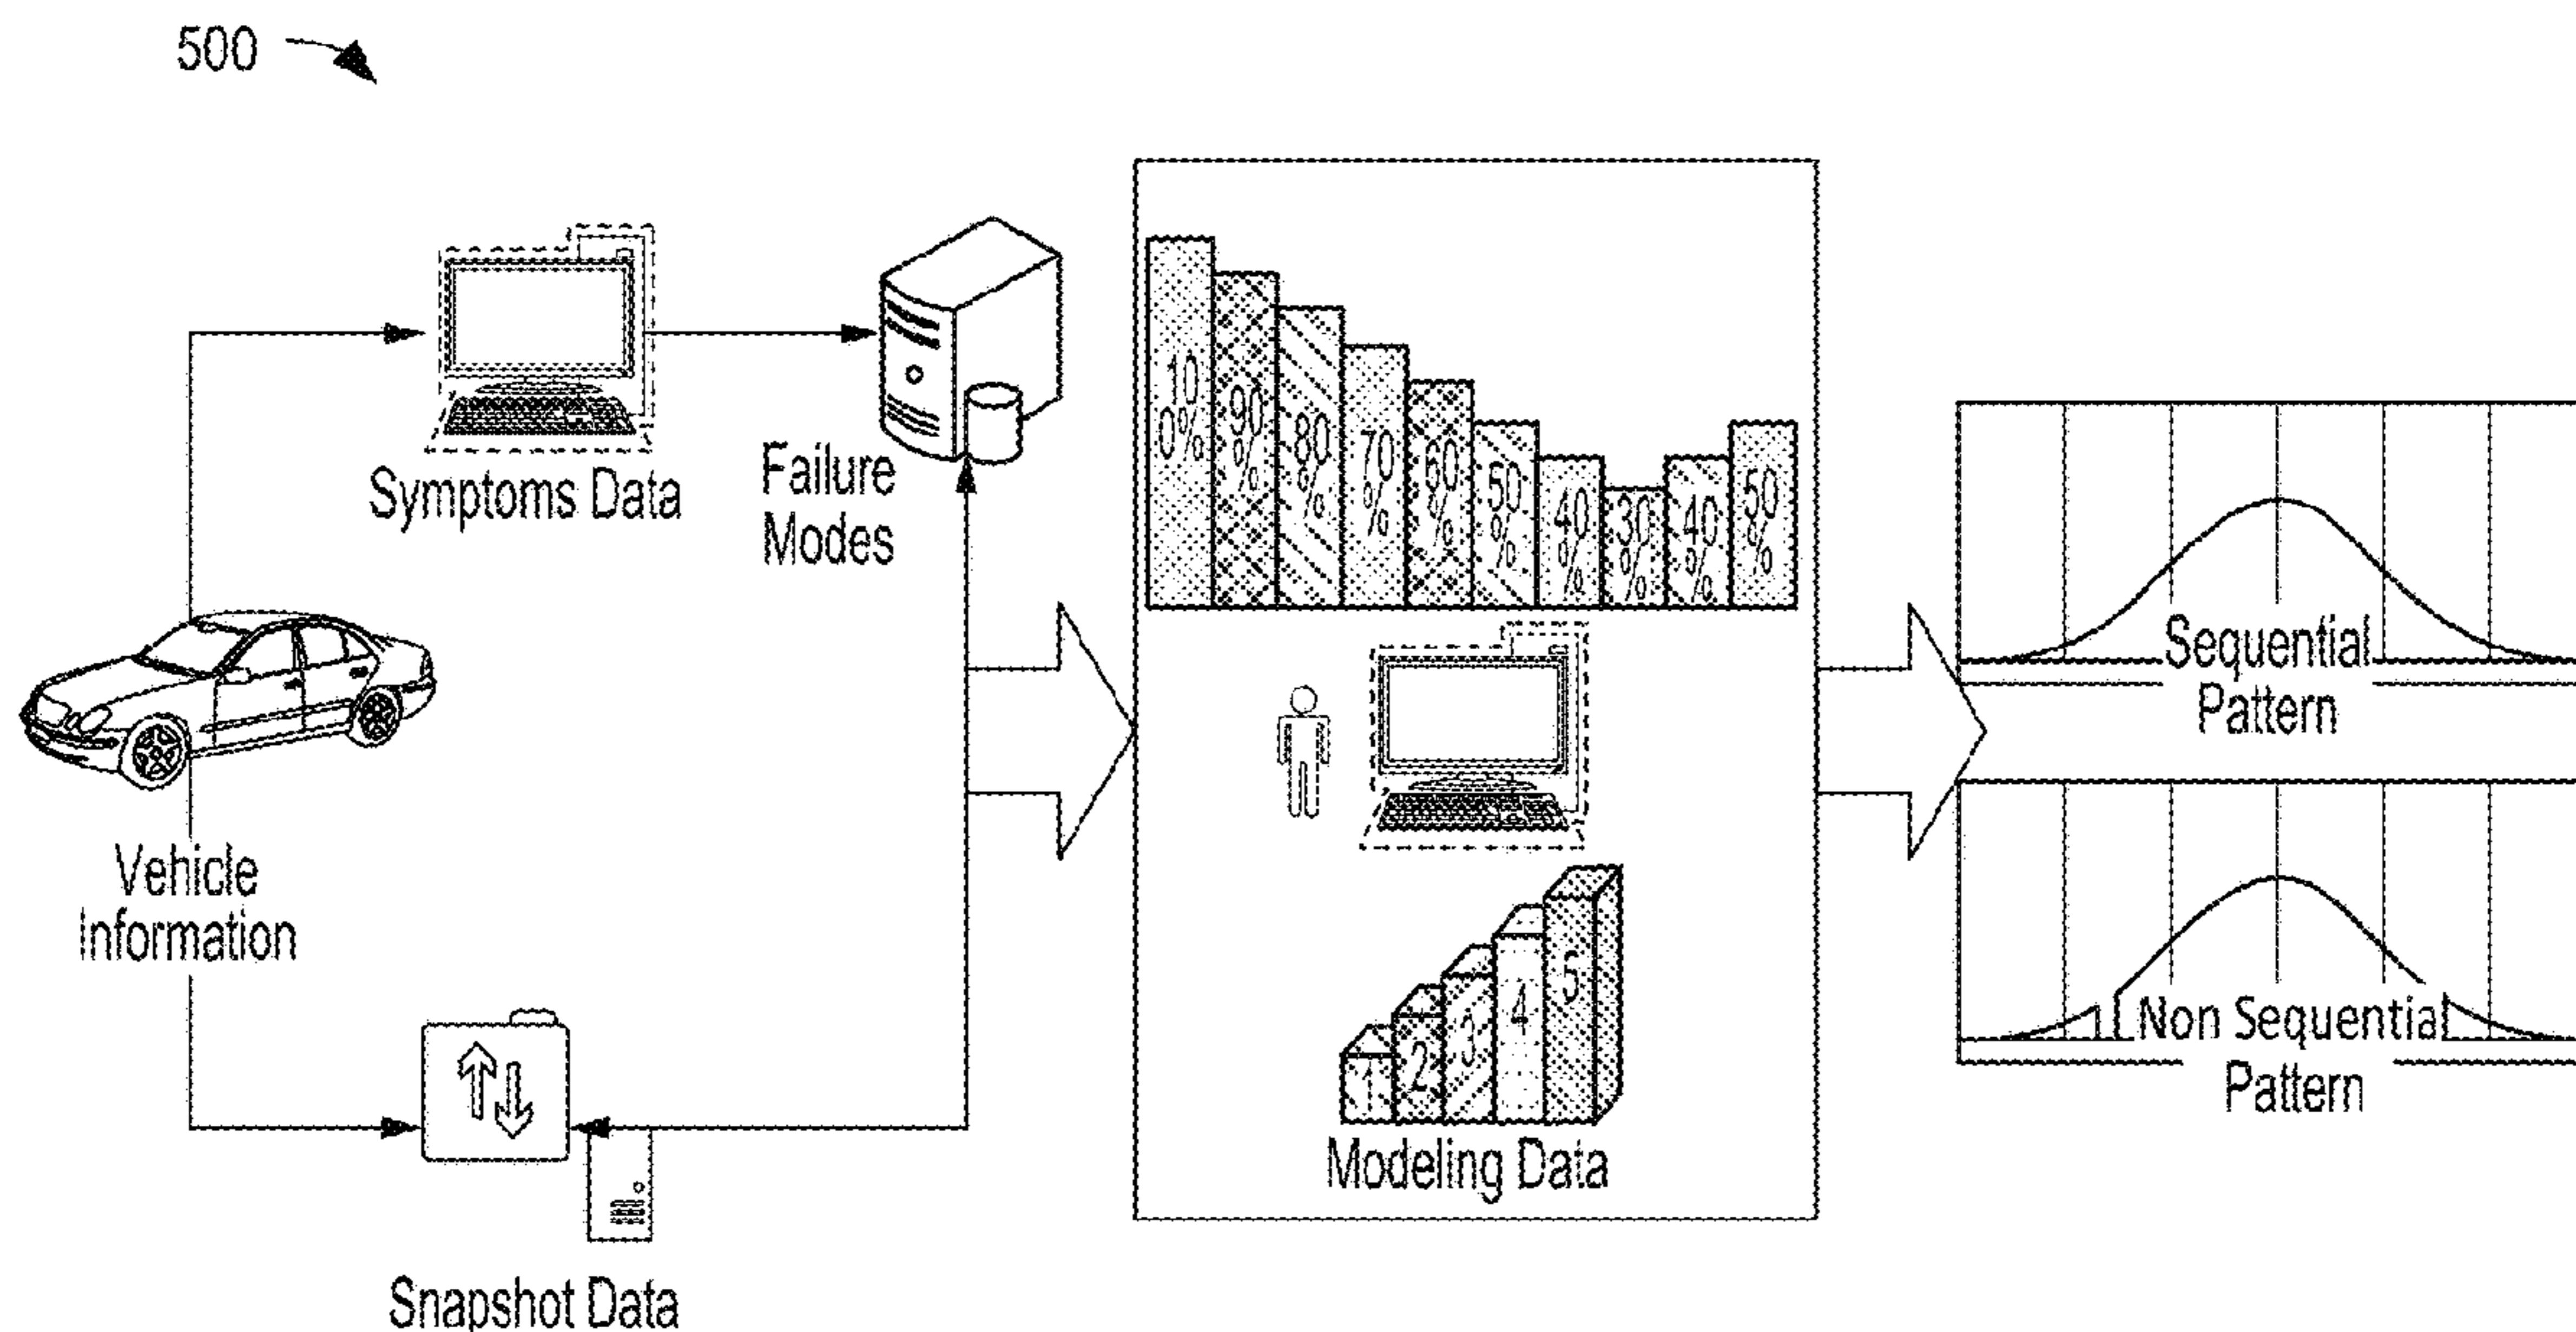 500
Symptoms Data
Failure
Modes
Vehicle
Information
Snapshot Data
10
0%
90
%
80
%
70
%
60
%
50
%
40
%
30
%
40
%
50
%
1
2
3
4
5
Modeling Data
Sequential
Pattern
Non Sequential
Pattern